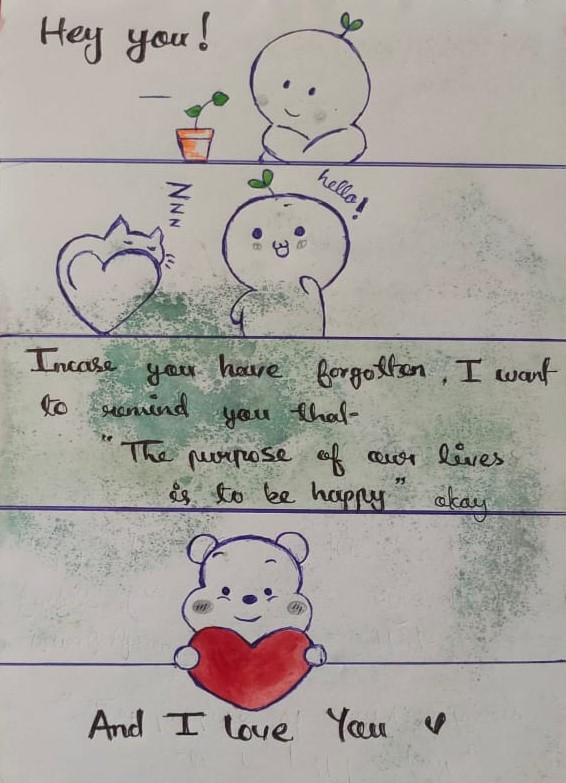 Hey you!
hello!
ZNNN
Incase you have forgotten, I want
to remind you that-
"The purpose of our lives
is to be happy" okay
And I love You